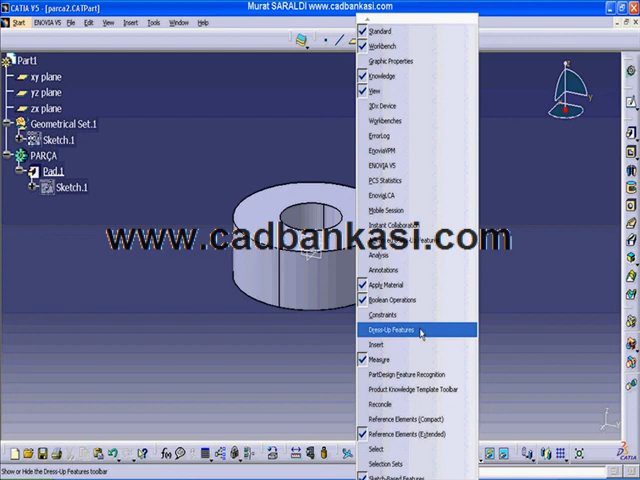 Murat SARALDI www.cadbankasi.com
CATIA V5 - [parca2.CATPart]
Start ENOVIA V5 File Edit View Insert Tools Window Help
Part1
xy plane
yz plane
zx plane
Geometrical Set.1
Sketch.1
PARÇA
Pad.1
Sketch.1
Standard
Workbench
Graphic Properties
Knowledge
View
3Dx Device
Workbenches
ErrorLog
EnoviaVPM
ENOVIA V5
PCS Statistics
EnoviaLCA
Mobile Session
Instant Collaboration
Analysis
Annotations
Apply Material
Boolean Operations
Constraints
Dress-Up Features
Insert
Measure
PartDesign Feature Recognition
Product Knowledge Template Toolbar
Reconcile
Reference Elements (Compact)
Reference Elements (Extended)
Select
Selection Sets
Sketch-Based Features
www.cadbankasi.com
z
y
x
f(x)
CATIA
Show or Hide the Dress-Up Features toolbar